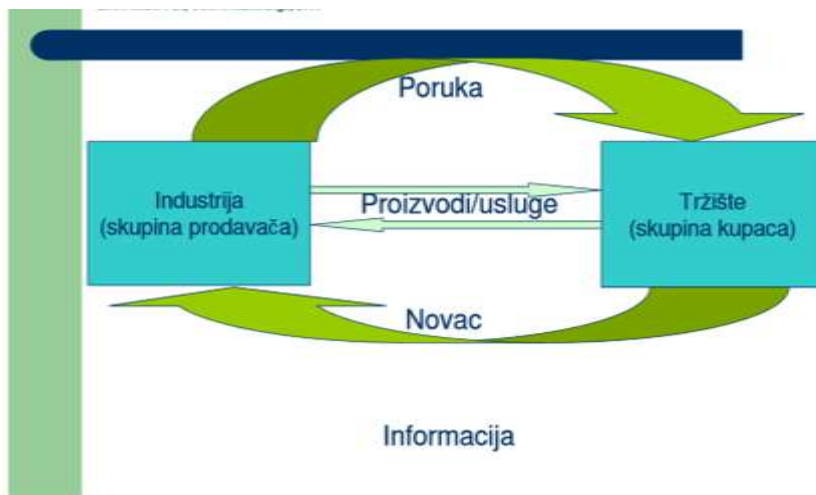 Poruka
Industrija
(skupina prodavača)
Proizvodi/usluge
Tržište
(skupina kupaca)
Novac
Informacija